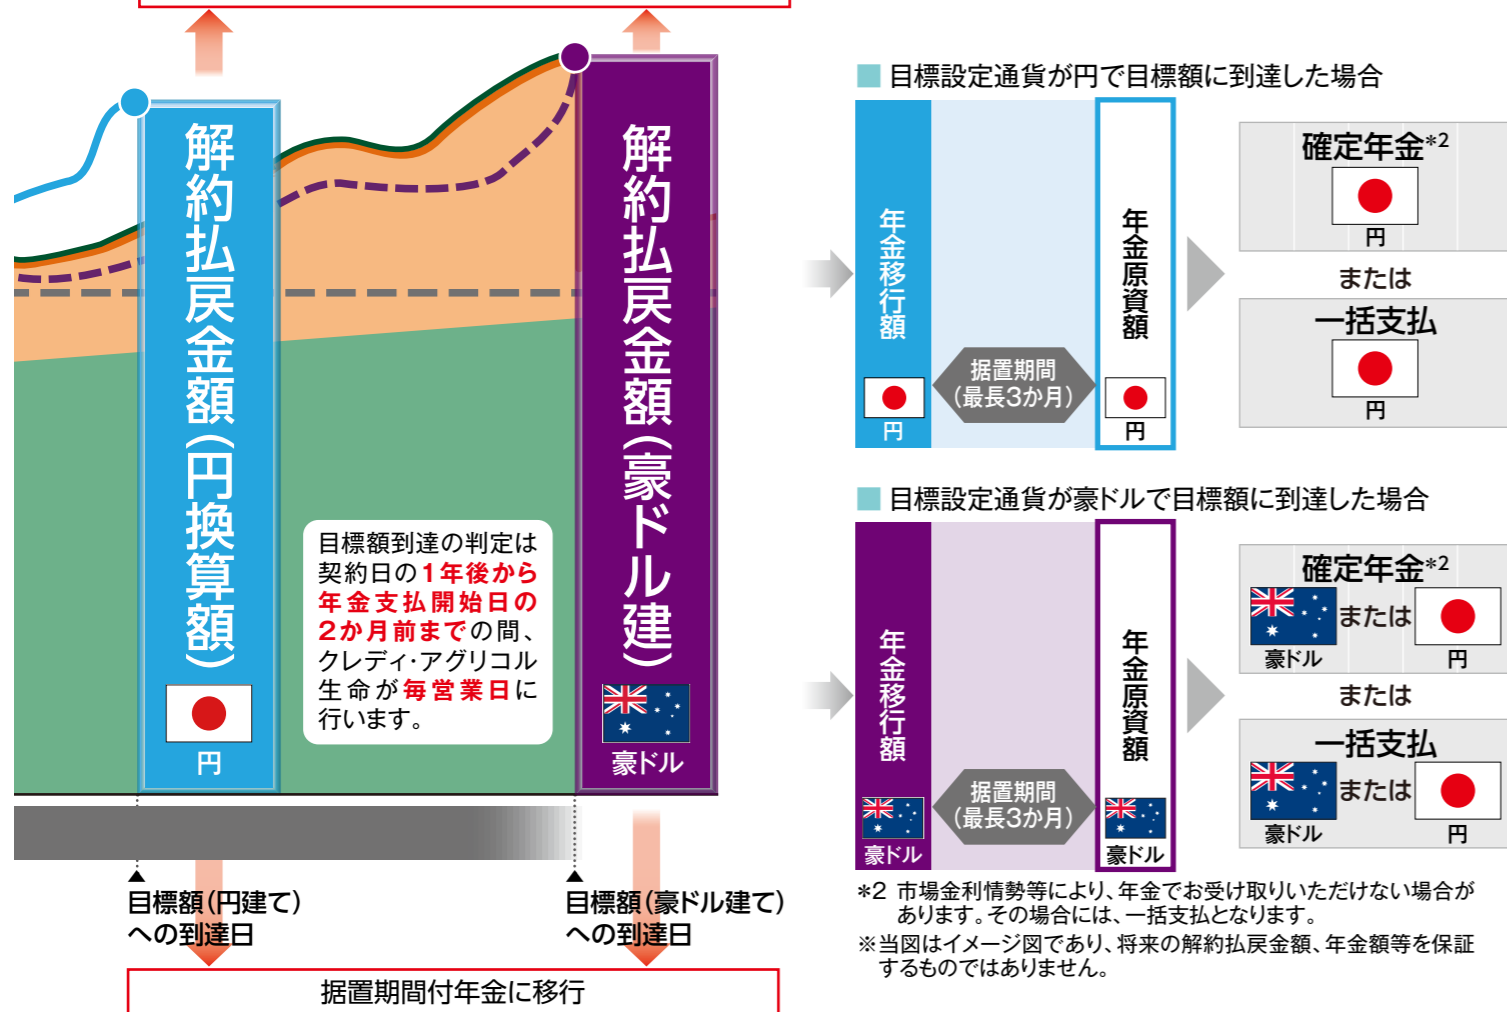 解約払戻金額(円換算額)
円
解約払戻金額(豪ドル建)
豪ドル
目標額到達の判定は
契約日の1年後から
年金支払開始日の
2か月前までの間、
クレディ・アグリコル
生命が毎営業日に
行います。
目標額(円建て)
への到達日
目標額(豪ドル建て)
への到達日
据置期間付年金に移行
■ 目標設定通貨が円で目標額に到達した場合
年金移行額
円
据置期間
(最長3か月)
年金原資額
円
確定年金*2
円
または
一括支払
円
■ 目標設定通貨が豪ドルで目標額に到達した場合
年金移行額
豪ドル
据置期間
(最長3か月)
年金原資額
豪ドル
確定年金*2
または
豪ドル 円
または
一括支払
または
豪ドル 円
*2 市場金利情勢等により、年金でお受け取りいただけない場合が
あります。その場合には、一括支払となります。
※当図はイメージ図であり、将来の解約払戻金額、年金額等を保証
するものではありません。